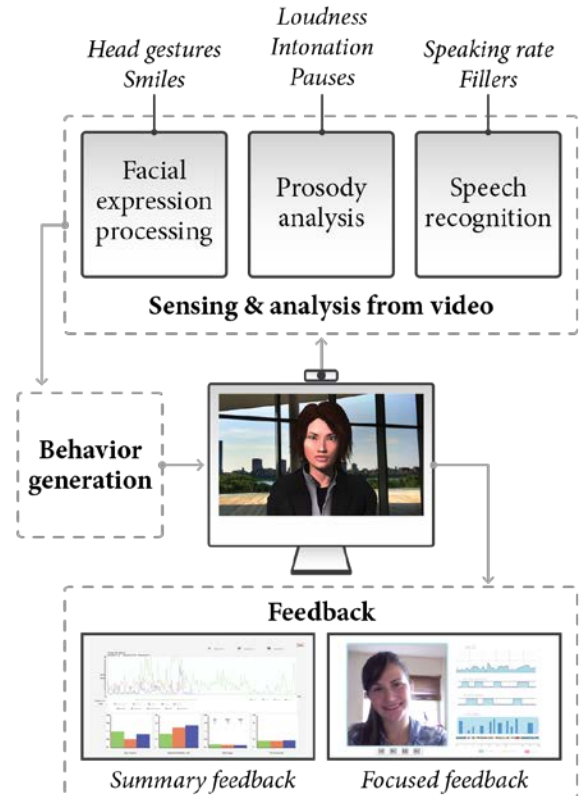 Head gestures
Smiles
Loudness
Intonation
Pauses
Speaking rate
Fillers
Facial
expression
processing
Prosody
analysis
Speech
recognition
Sensing & analysis from video
Behavior
generation
Feedback
Summary feedback
Focused feedback